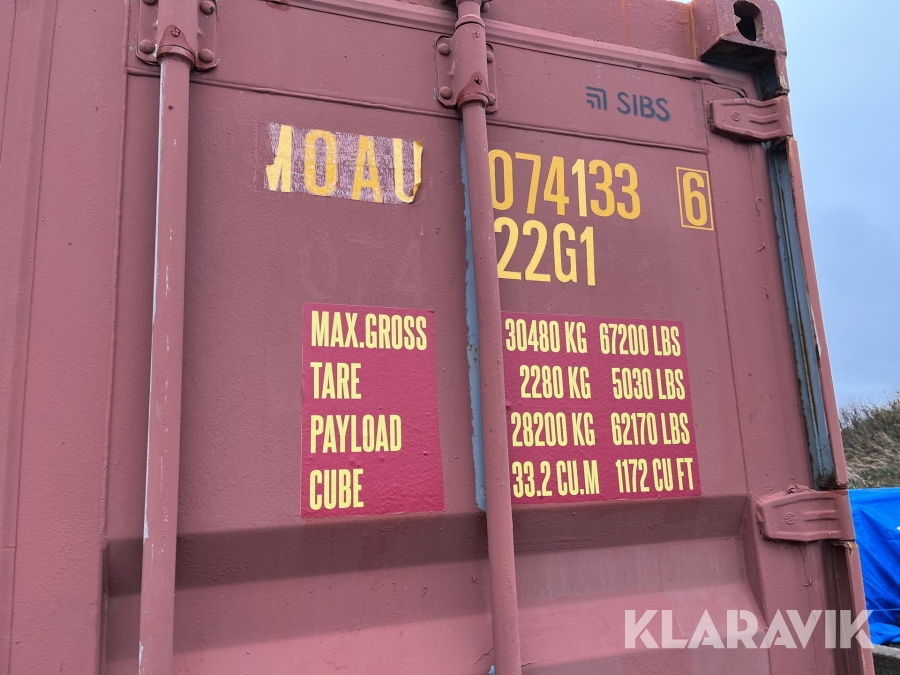 SIBS
MOAU 074133 6
22G1
MAX.GROSS 30480 KG 67200 LBS
TARE 2280 KG 5030 LBS
PAYLOAD 28200 KG 62170 LBS
CUBE 33.2 CU.M 1172 CU FT
KLARAVIK